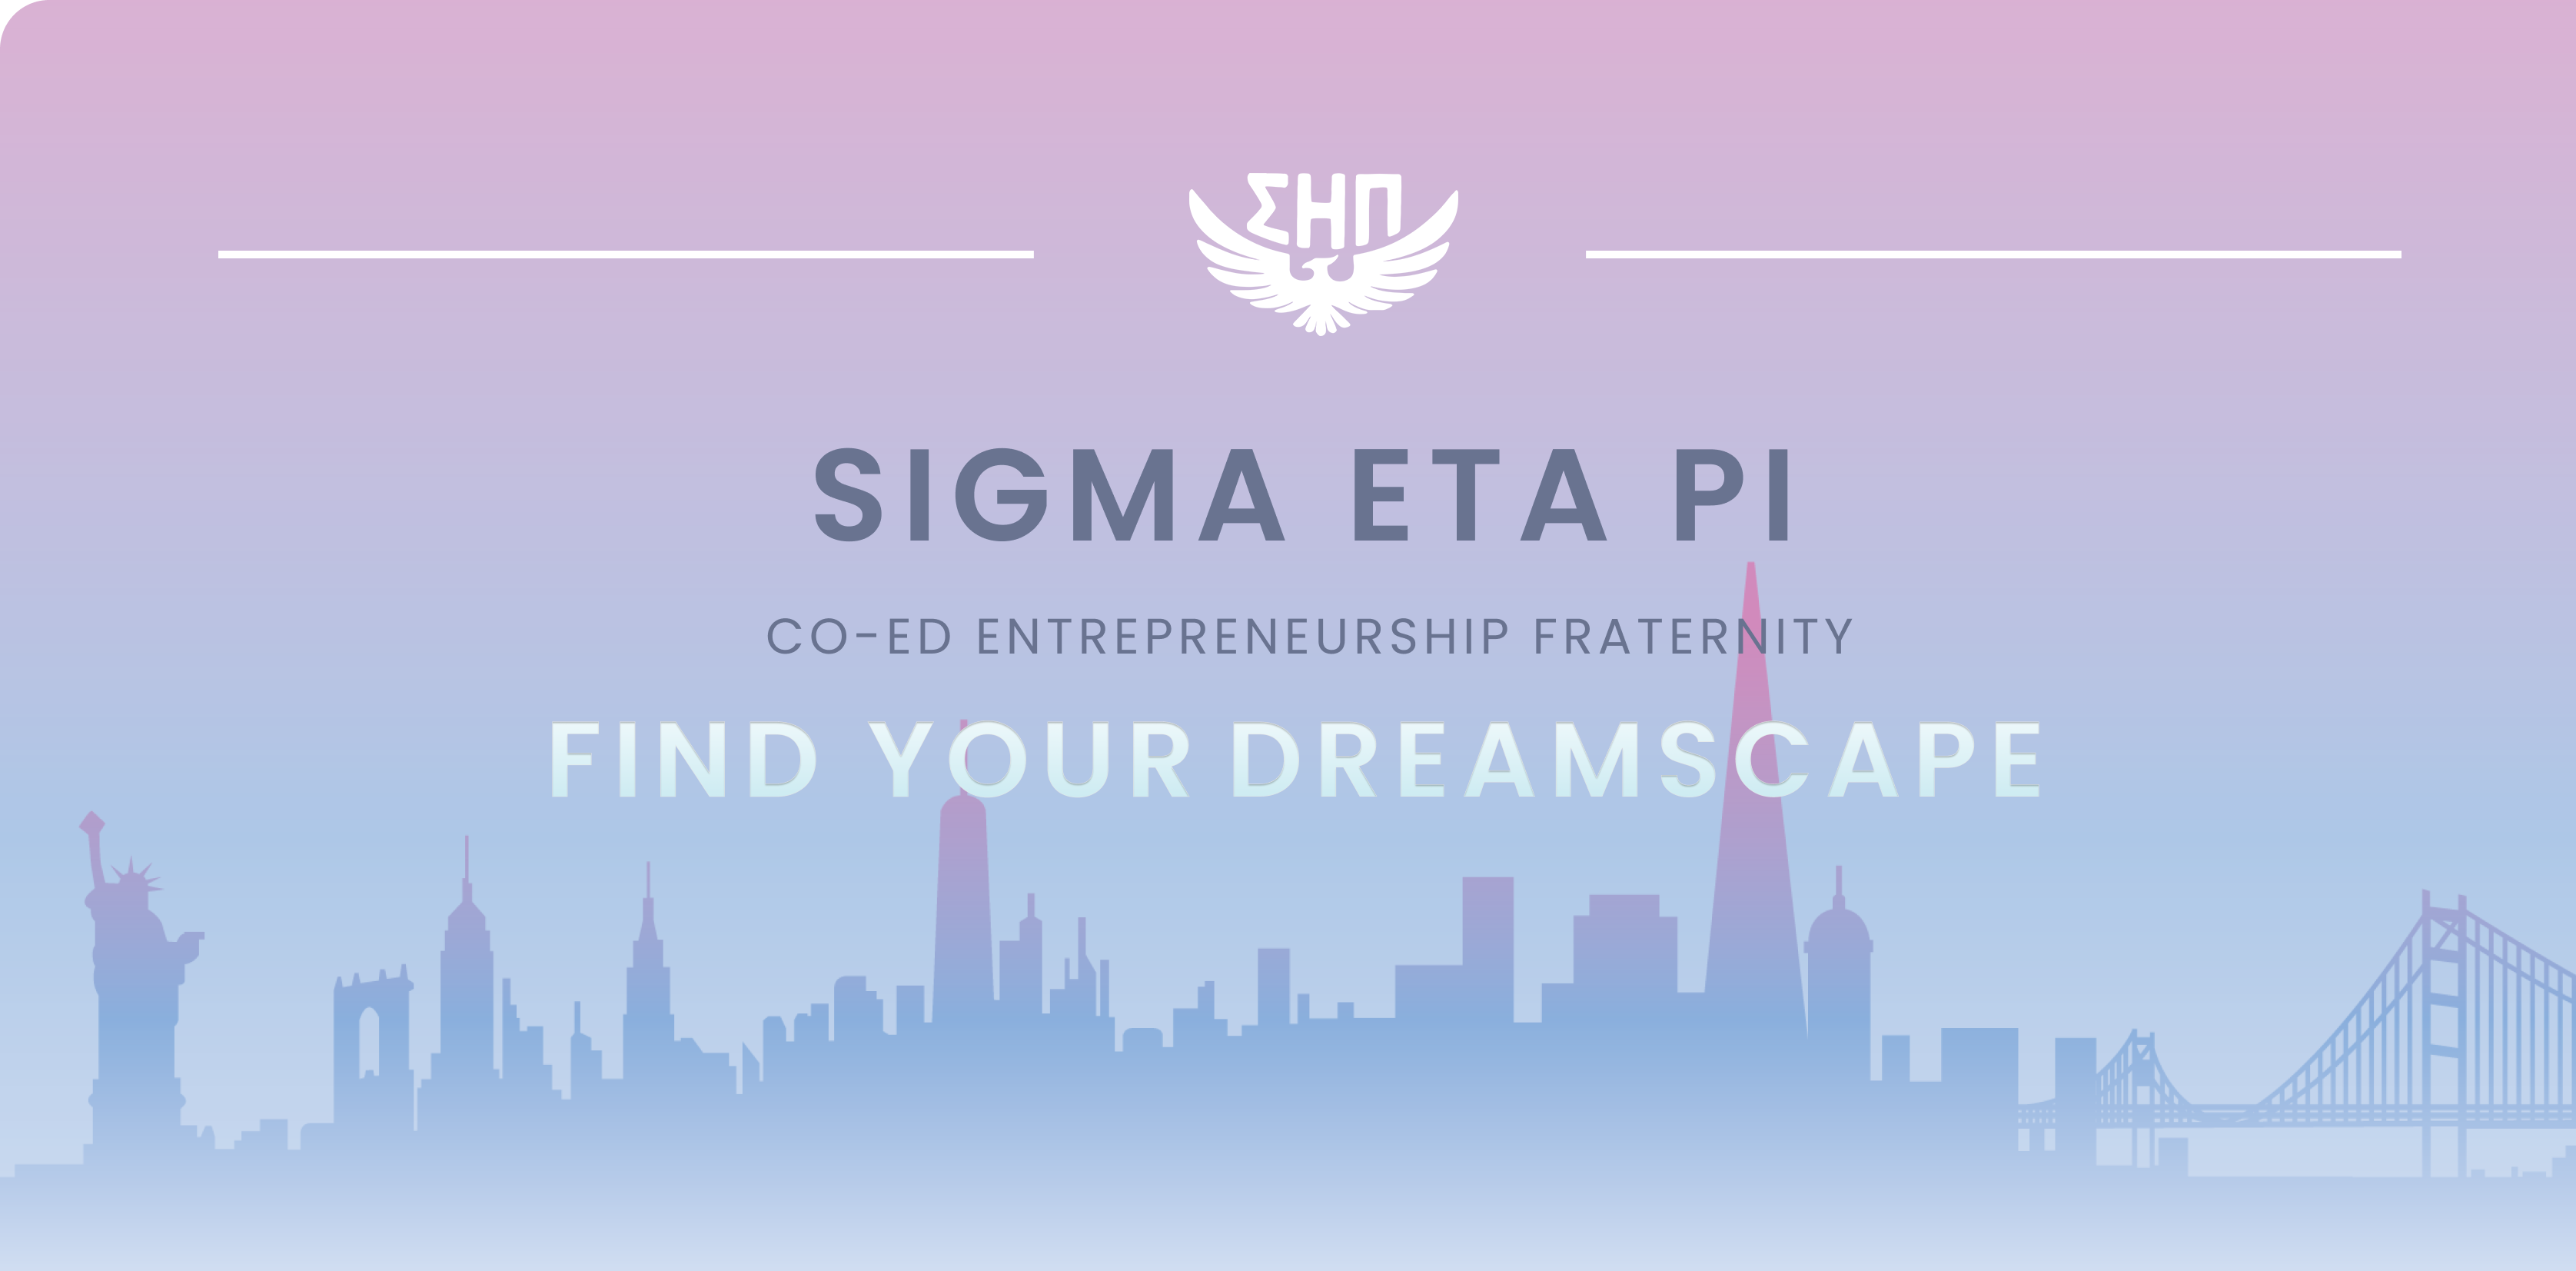 ΣΗΠ
SIGMA ETA PI
CO-ED ENTREPRENEURSHIP FRATERNITY
FIND YOUR DREAMSCAPE